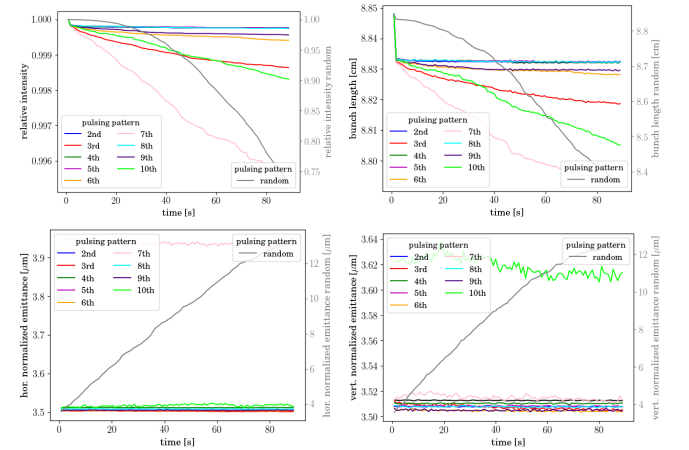 1.000
0.999
0.998
0.997
0.996
relative intensity
1.00
0.95
0.90
0.85
0.80
0.75
relative intensity random
pulsing pattern
2nd
3rd
4th
5th
6th
7th
8th
9th
10th
pulsing pattern
random
0
20
40
60
80
time [s]
8.85
8.84
8.83
8.82
8.81
8.80
bunch length [cm]
8.8
8.7
8.6
8.5
8.4
bunch length random [cm]
pulsing pattern
2nd
3rd
4th
5th
6th
7th
8th
9th
10th
pulsing pattern
random
0
20
40
60
80
time [s]
3.9
3.8
3.7
3.6
3.5
hor. normalized emittance [μm]
12
10
8
6
4
hor. normalized emittance random [μm]
pulsing pattern
2nd
3rd
4th
5th
6th
7th
8th
9th
10th
pulsing pattern
random
0
20
40
60
80
time [s]
3.64
3.62
3.60
3.58
3.56
3.54
3.52
3.50
vert. normalized emittance [μm]
12
10
8
6
4
vert. normalized emittance random [μm]
pulsing pattern
2nd
3rd
4th
5th
6th
7th
8th
9th
10th
pulsing pattern
random
0
20
40
60
80
time [s]